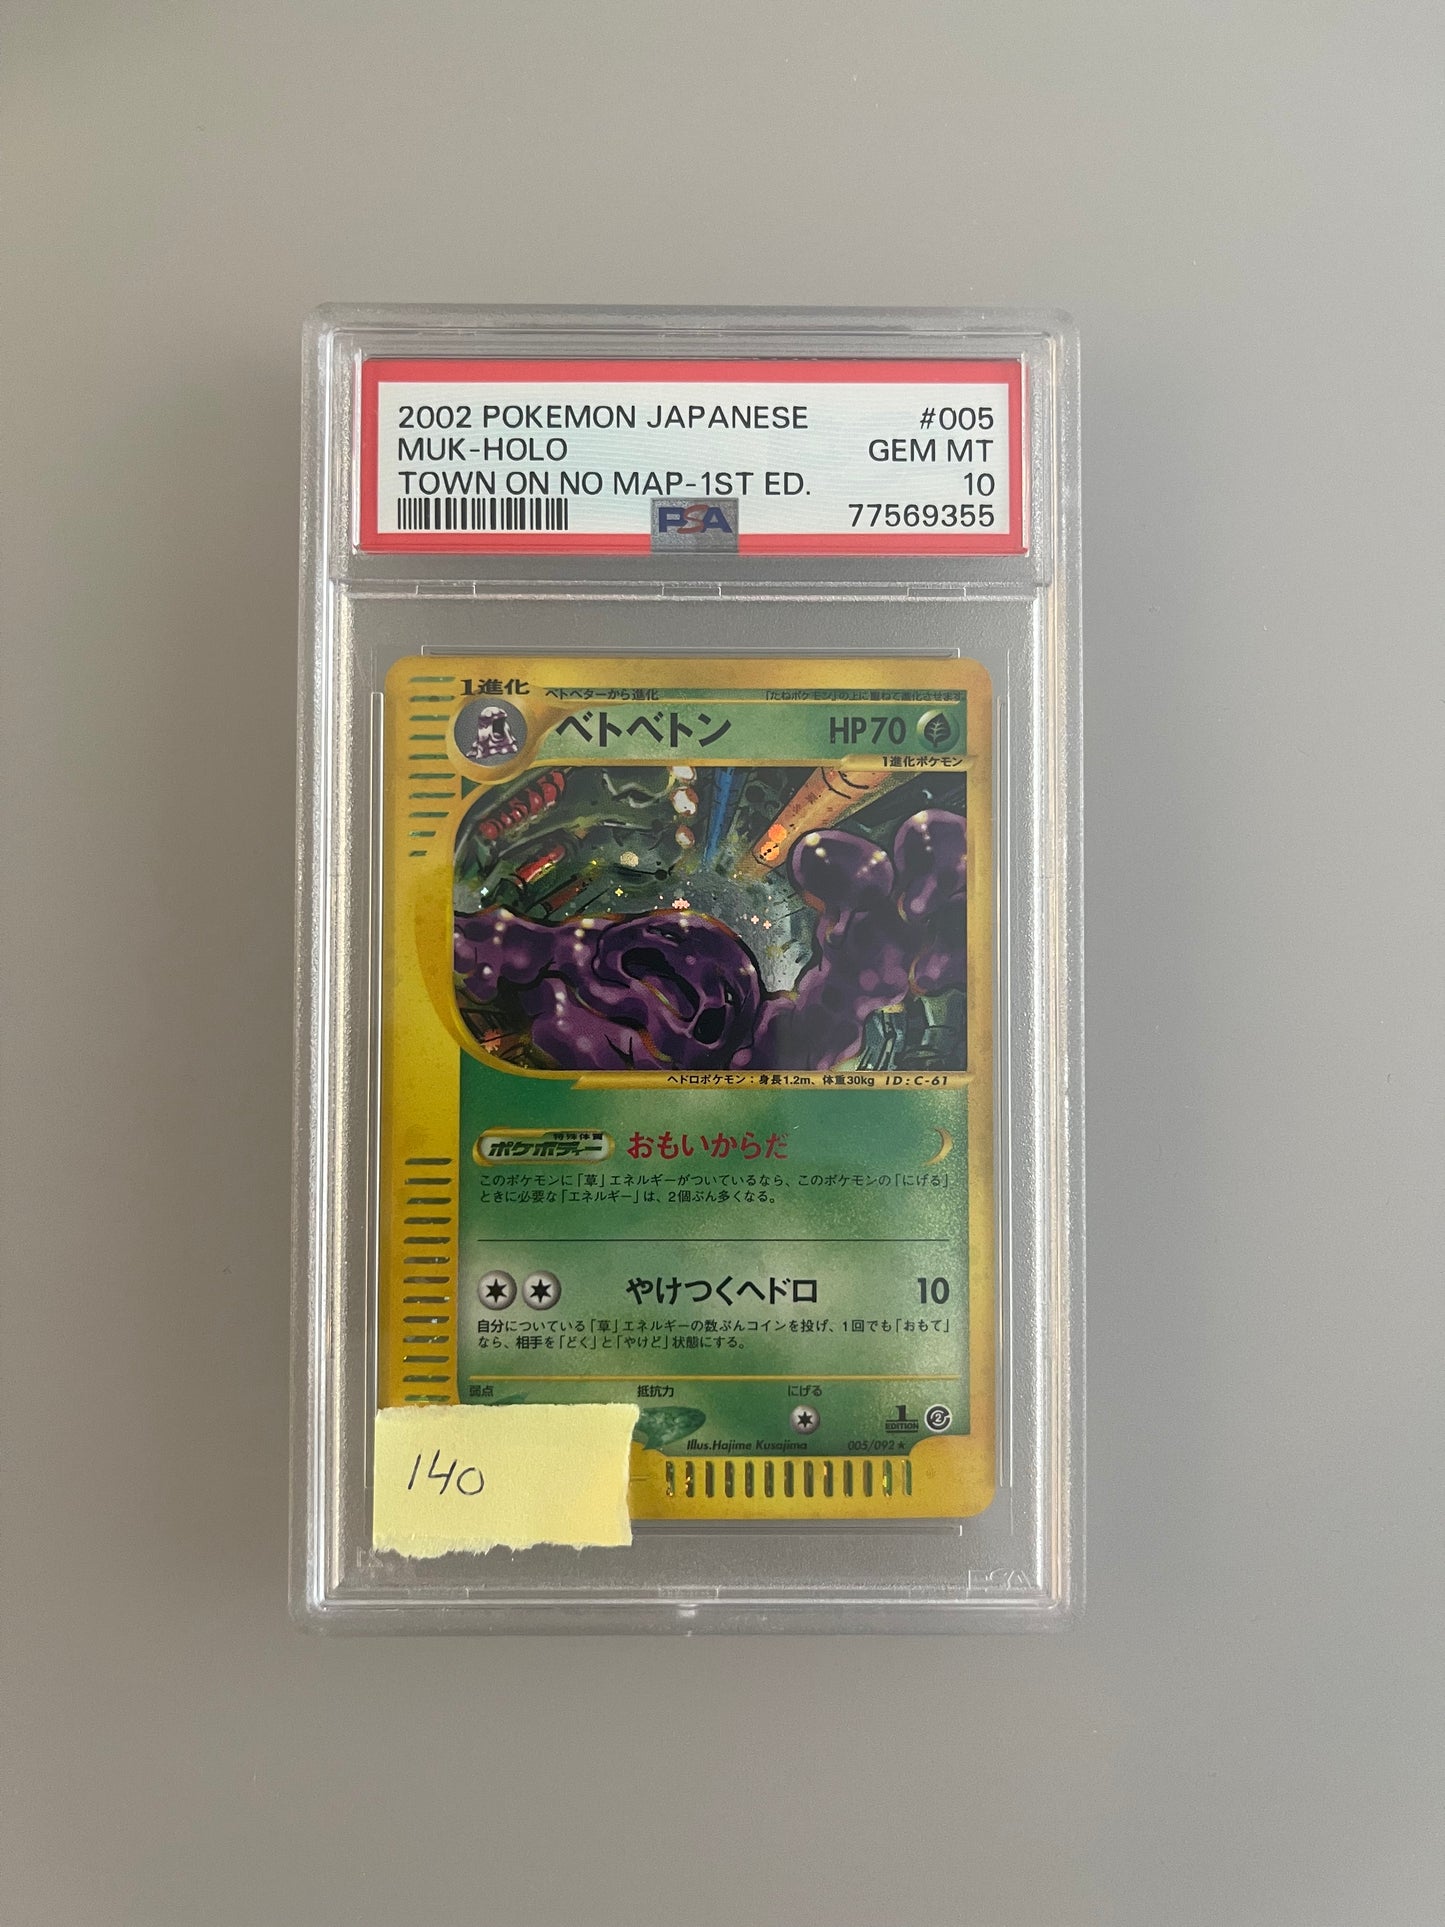 2002 POKEMON JAPANESE #005
MUK-HOLO GEM MT
TOWN ON NO MAP-1ST ED. 10
PSA 77569355
1進化 ベトベターから進化 「たねポケモン」の上に重ねて進化させます
ベトベトン HP70
1進化ポケモン
ヘドロポケモン：身長1.2m、体重30kg ID：C-61
特殊体質
ポケボディー おもいからだ
このポケモンに「草」エネルギーがついているなら、このポケモンの「にげる」
ときに必要な「エネルギー」は、2個ぶん多くなる。
やけつくヘドロ 10
自分についている「草」エネルギーの数ぶんコインを投げ、1回でも「おもて」
なら、相手を「どく」と「やけど」状態にする。
弱点 抵抗力 にげる
1 EDITION
Illus.Hajime Kusajima 005/092★
140
PSA